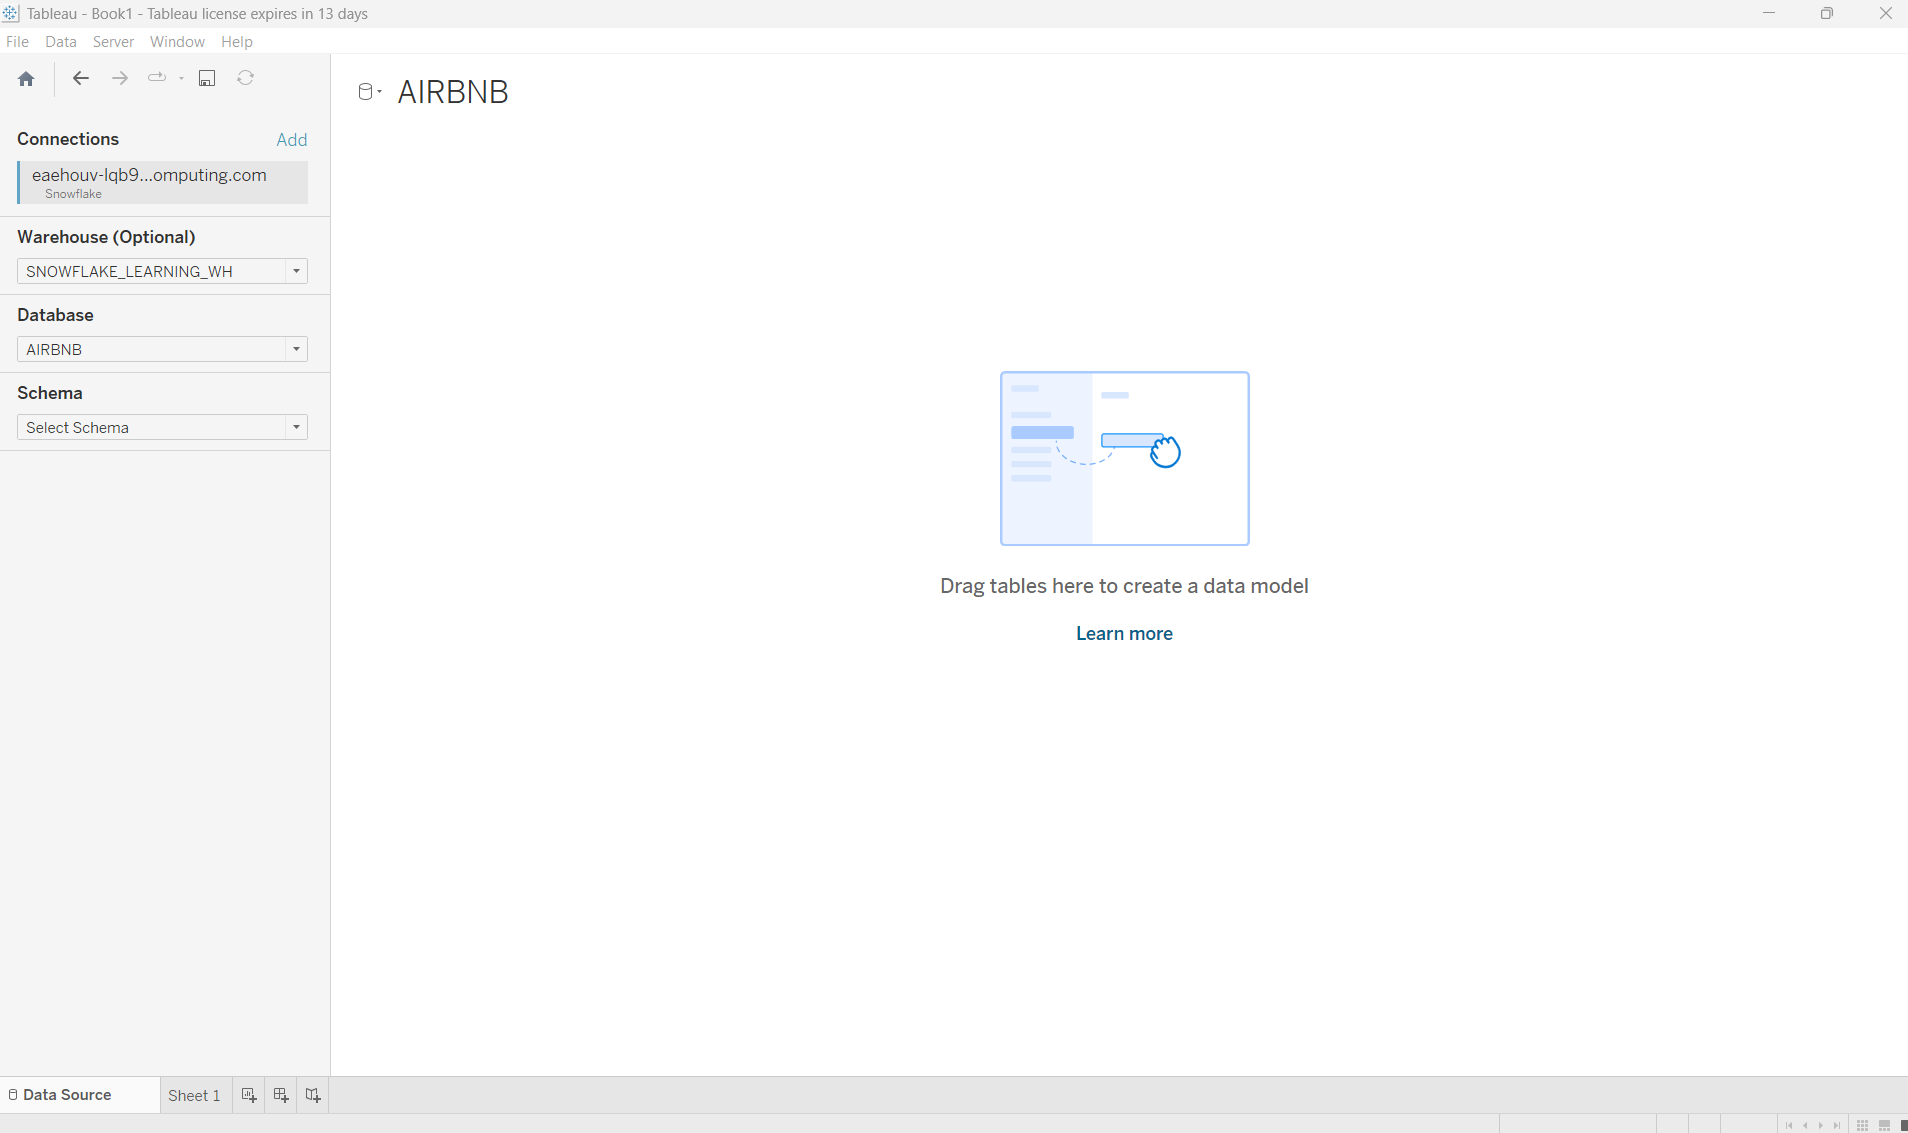 Tableau - Book1 - Tableau license expires in 13 days
File Data Server Window Help
AIRBNB
Connections Add
eaehouv-lqb9...omputing.com
Snowflake
Warehouse (Optional)
SNOWFLAKE_LEARNING_WH
Database
AIRBNB
Schema
Select Schema
Drag tables here to create a data model
Learn more
Data Source Sheet 1